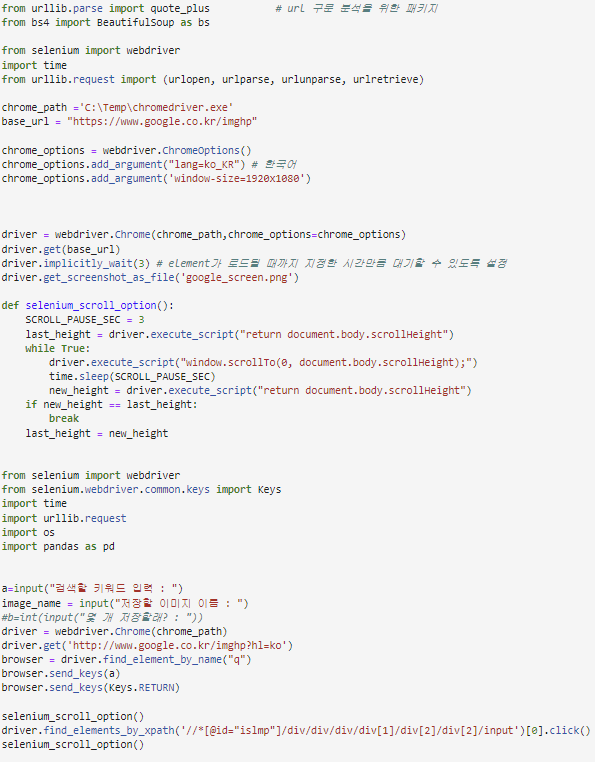 from urllib.parse import quote_plus # url 구문 분석을 위한 패키지
from bs4 import BeautifulSoup as bs
from selenium import webdriver
import time
from urllib.request import (urlopen, urlparse, urlunparse, urlretrieve)
chrome_path ='C:\Temp\chromedriver.exe'
base_url = "https://www.google.co.kr/imghp"
chrome_options = webdriver.ChromeOptions()
chrome_options.add_argument("lang=ko_KR") # 한국어
chrome_options.add_argument('window-size=1920x1080')
driver = webdriver.Chrome(chrome_path,chrome_options=chrome_options)
driver.get(base_url)
driver.implicitly_wait(3) # element가 로드될 때까지 지정한 시간만큼 대기할 수 있도록 설정
driver.get_screenshot_as_file('google_screen.png')
def selenium_scroll_option():
    SCROLL_PAUSE_SEC = 3
    last_height = driver.execute_script("return document.body.scrollHeight")
    while True:
        driver.execute_script("window.scrollTo(0, document.body.scrollHeight);")
        time.sleep(SCROLL_PAUSE_SEC)
        new_height = driver.execute_script("return document.body.scrollHeight")
    if new_height == last_height:
        break
    last_height = new_height
from selenium import webdriver
from selenium.webdriver.common.keys import Keys
import time
import urllib.request
import os
import pandas as pd
a=input("검색할 키워드 입력 : ")
image_name = input("저장할 이미지 이름 : ")
#b=int(input("몇 개 저장할래? : "))
driver = webdriver.Chrome(chrome_path)
driver.get('http://www.google.co.kr/imghp?hl=ko')
browser = driver.find_element_by_name("q")
browser.send_keys(a)
browser.send_keys(Keys.RETURN)
selenium_scroll_option()
driver.find_elements_by_xpath('//*[@id="islmp"]/div/div/div/div[1]/div[2]/div[2]/input')[0].click()
selenium_scroll_option()